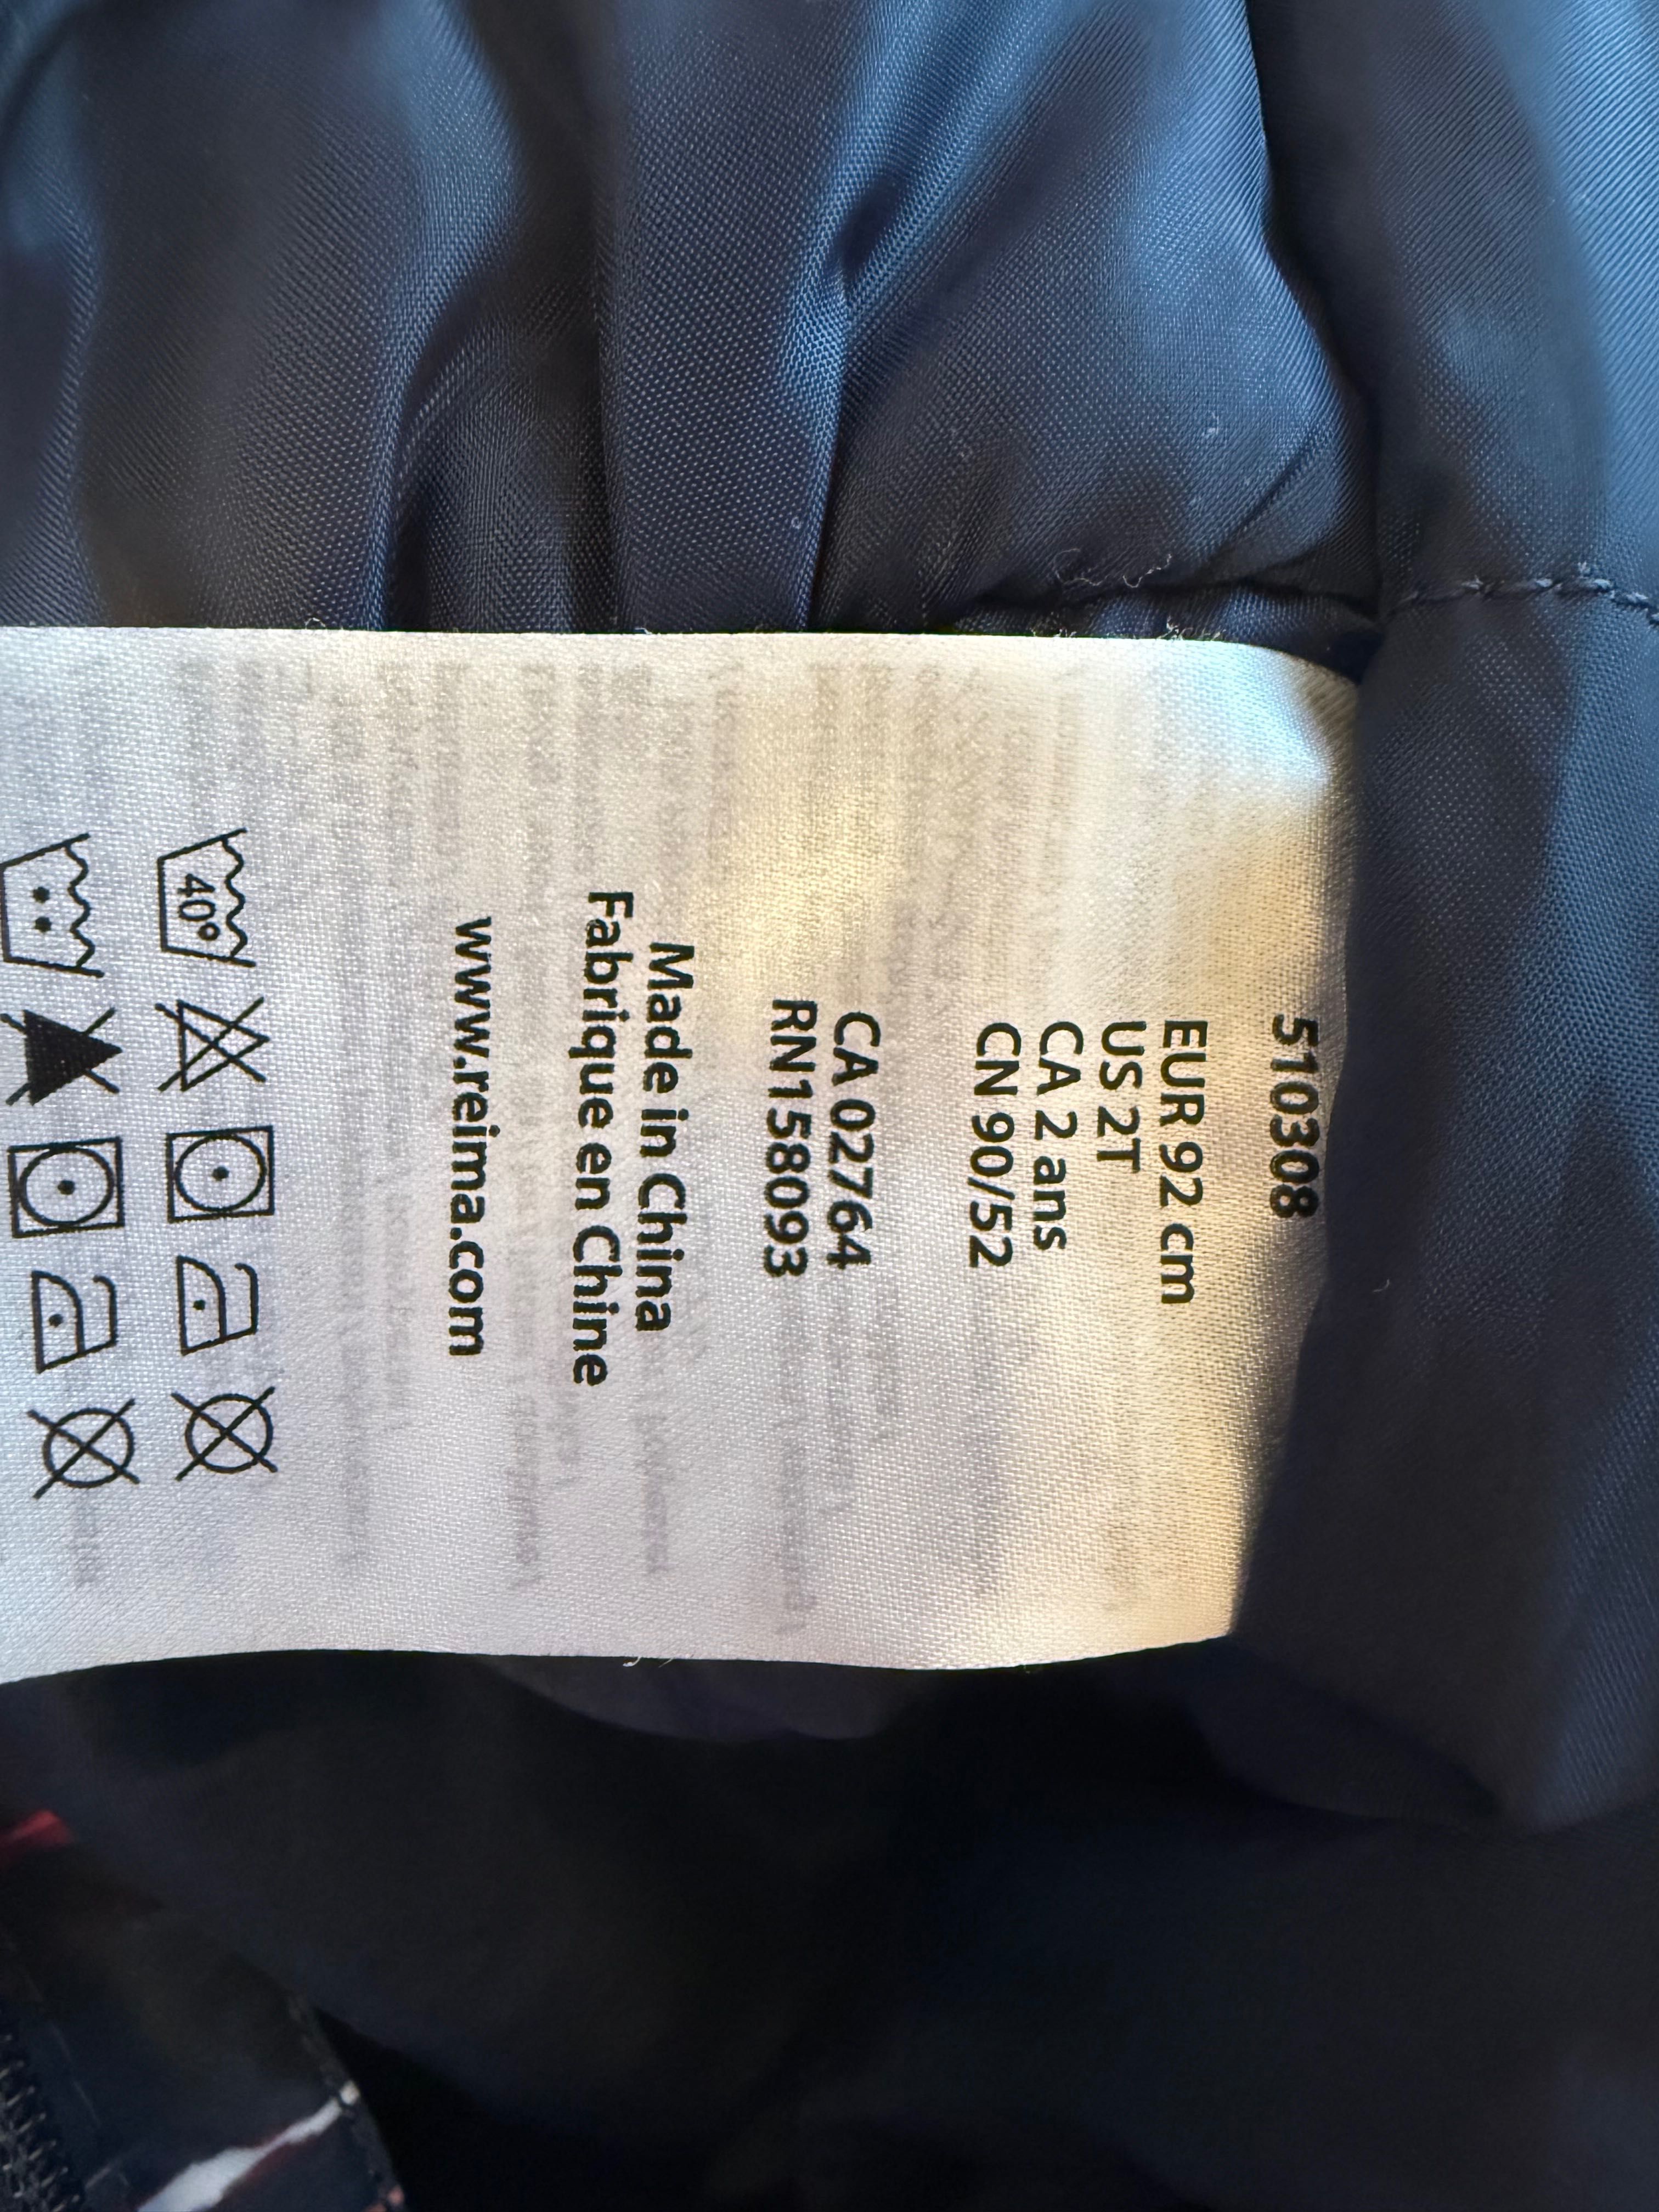 510308
EUR 92 cm
US 2T
CA 2 ans
CN 90/52
CA 02764
RN158093
Made in China
Fabrique en Chine
www.reima.com
40°